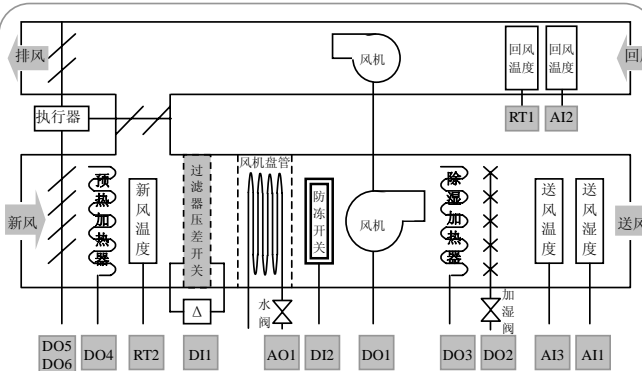 排风
执行器
风机
回风
温度
回风
温度
回
RT1
AI2
新风
预热加热器
新风温度
过滤器压差开关
风机盘管
防冻开关
风机
除湿加热器
送风温度
送风湿度
送风
Δ
水阀
加湿阀
DO5
DO6
DO4
RT2
DI1
AO1
DI2
DO1
DO3
DO2
AI3
AI1